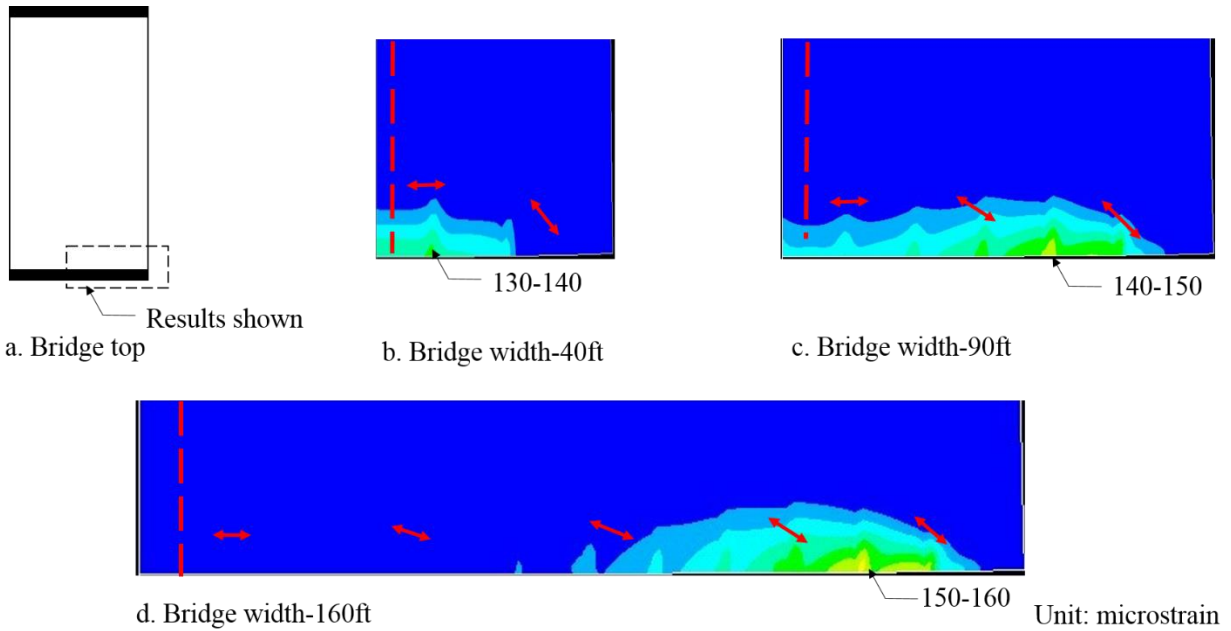 Results shown
a. Bridge top
130-140
b. Bridge width-40ft
140-150
c. Bridge width-90ft
150-160
d. Bridge width-160ft
Unit: microstrain